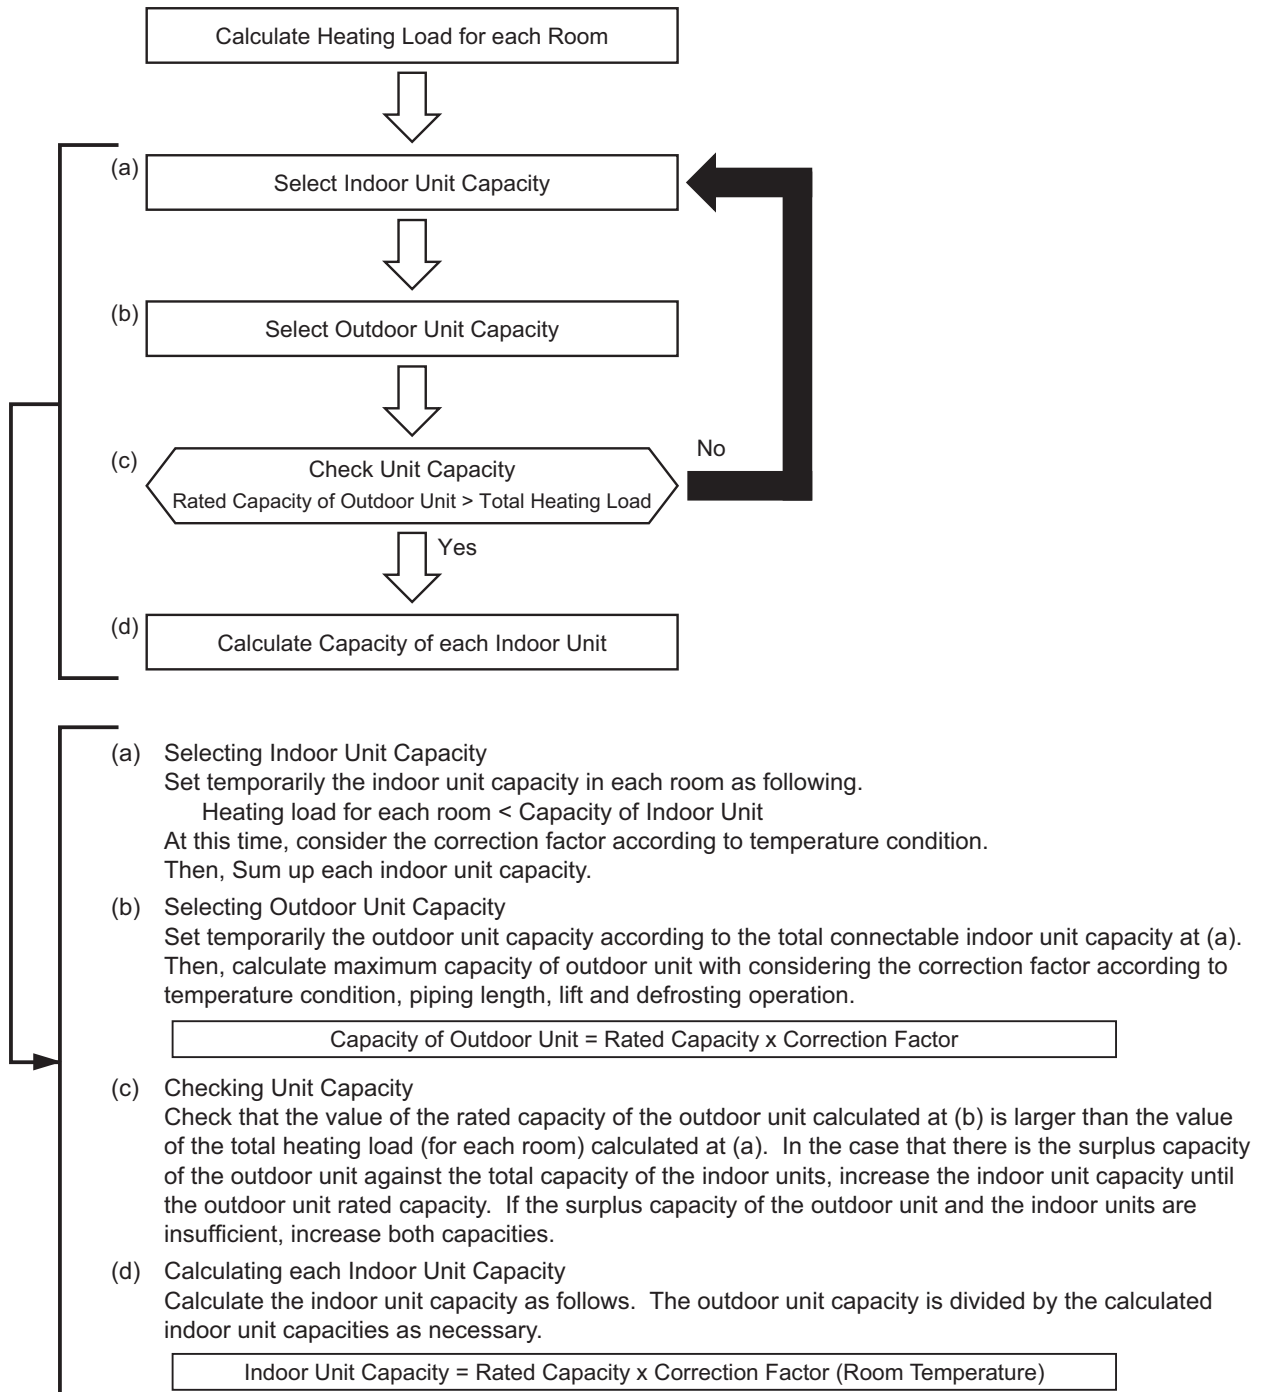 Calculate Heating Load for each Room
(a)
Select Indoor Unit Capacity
(b)
Select Outdoor Unit Capacity
(c)
Check Unit Capacity
Rated Capacity of Outdoor Unit > Total Heating Load
No
Yes
(d)
Calculate Capacity of each Indoor Unit
(a) Selecting Indoor Unit Capacity
Set temporarily the indoor unit capacity in each room as following.
Heating load for each room < Capacity of Indoor Unit
At this time, consider the correction factor according to temperature condition.
Then, Sum up each indoor unit capacity.
(b) Selecting Outdoor Unit Capacity
Set temporarily the outdoor unit capacity according to the total connectable indoor unit capacity at (a).
Then, calculate maximum capacity of outdoor unit with considering the correction factor according to
temperature condition, piping length, lift and defrosting operation.
Capacity of Outdoor Unit = Rated Capacity x Correction Factor
(c) Checking Unit Capacity
Check that the value of the rated capacity of the outdoor unit calculated at (b) is larger than the value
of the total heating load (for each room) calculated at (a). In the case that there is the surplus capacity
of the outdoor unit against the total capacity of the indoor units, increase the indoor unit capacity until
the outdoor unit rated capacity. If the surplus capacity of the outdoor unit and the indoor units are
insufficient, increase both capacities.
(d) Calculating each Indoor Unit Capacity
Calculate the indoor unit capacity as follows. The outdoor unit capacity is divided by the calculated
indoor unit capacities as necessary.
Indoor Unit Capacity = Rated Capacity x Correction Factor (Room Temperature)